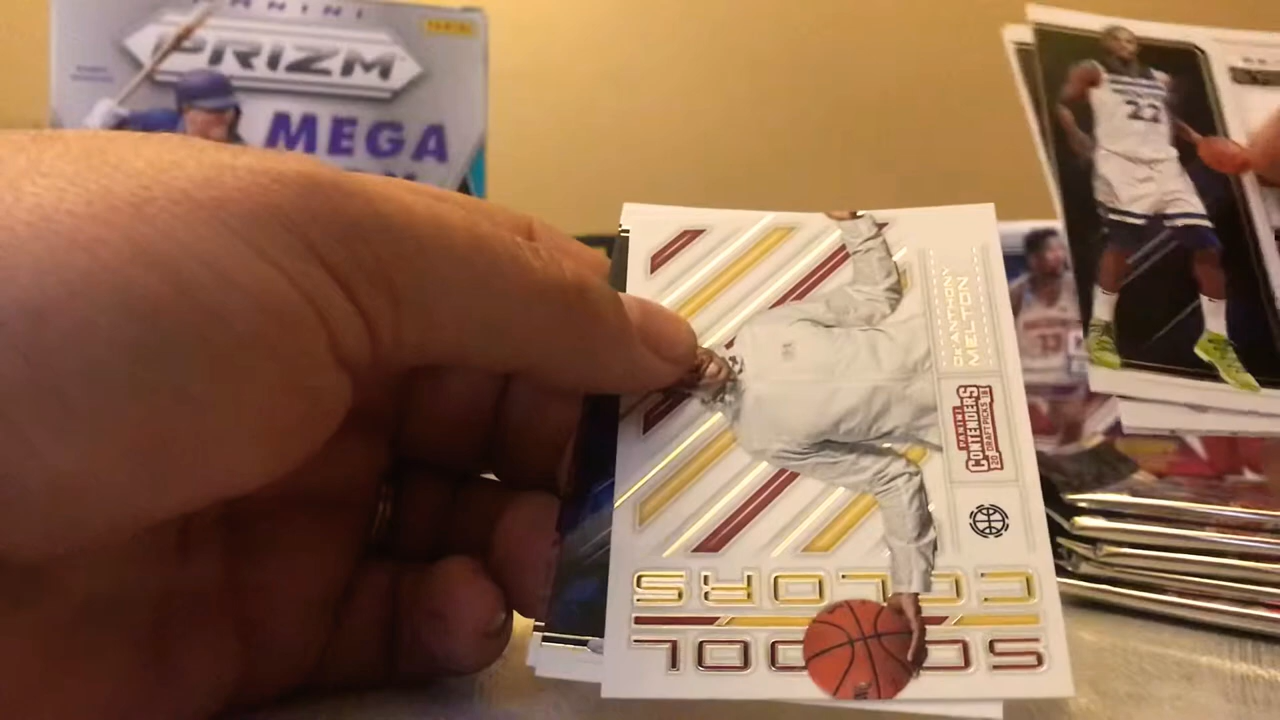 PANINI
PRIZM
MEGA
22
DE'ANTHONY
MELTON
PANINI
CONTENDERS
20 DRAFT PICKS 18
SCHOOL
COLORS
33